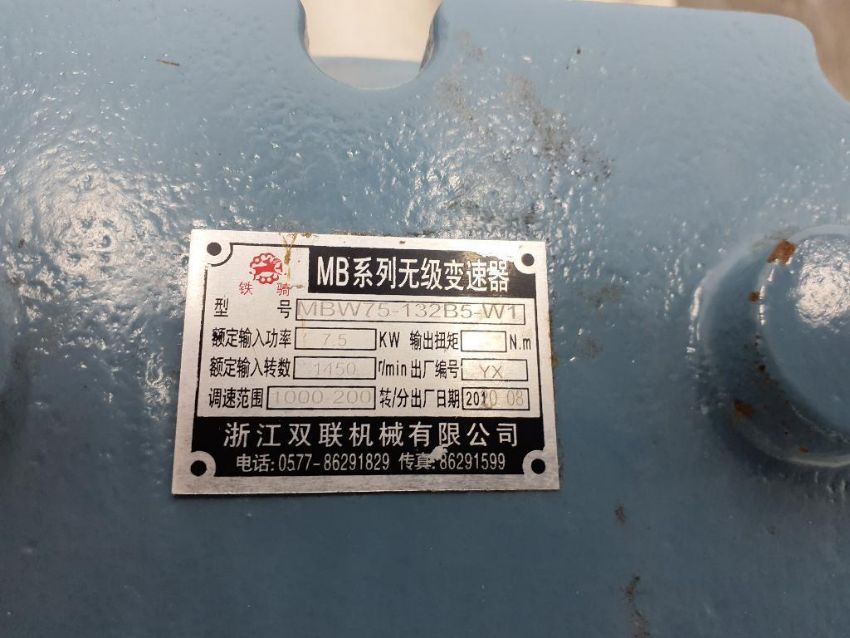 铁骑
MB系列无级变速器
型号 MBW75-132B5-W1
额定输入功率 7.5 KW 输出扭矩 N.m
额定输入转数 1450 r/min 出厂编号 YX
调速范围 1000-200 转/分 出厂日期 2010-08
浙江双联机械有限公司
电话:0577-86291829 传真:86291599